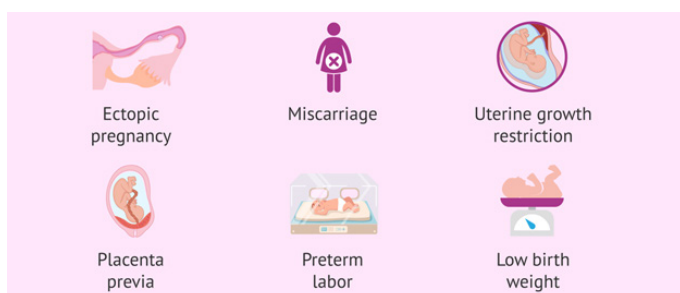 Ectopic
pregnancy
Miscarriage
Uterine growth
restriction
Placenta
previa
Preterm
labor
Low birth
weight